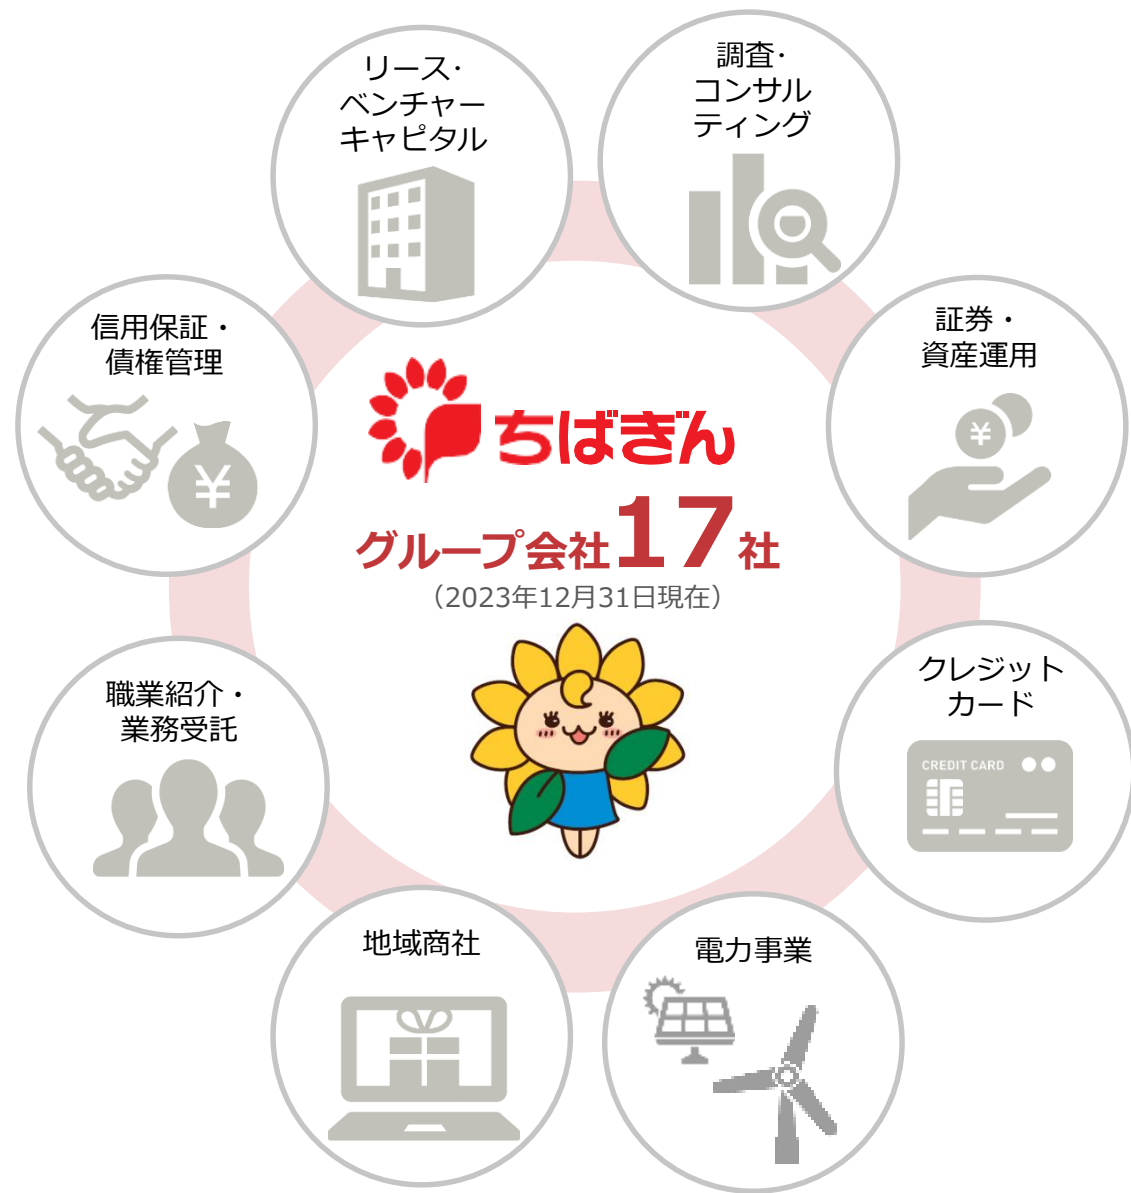 リース・
ベンチャー
キャピタル
調査・
コンサル
ティング
信用保証・
債権管理
¥
証券・
資産運用
¥
ちばぎん
グループ会社17社
（2023年12月31日現在）
職業紹介・
業務受託
クレジット
カード
CREDIT CARD
地域商社
電力事業